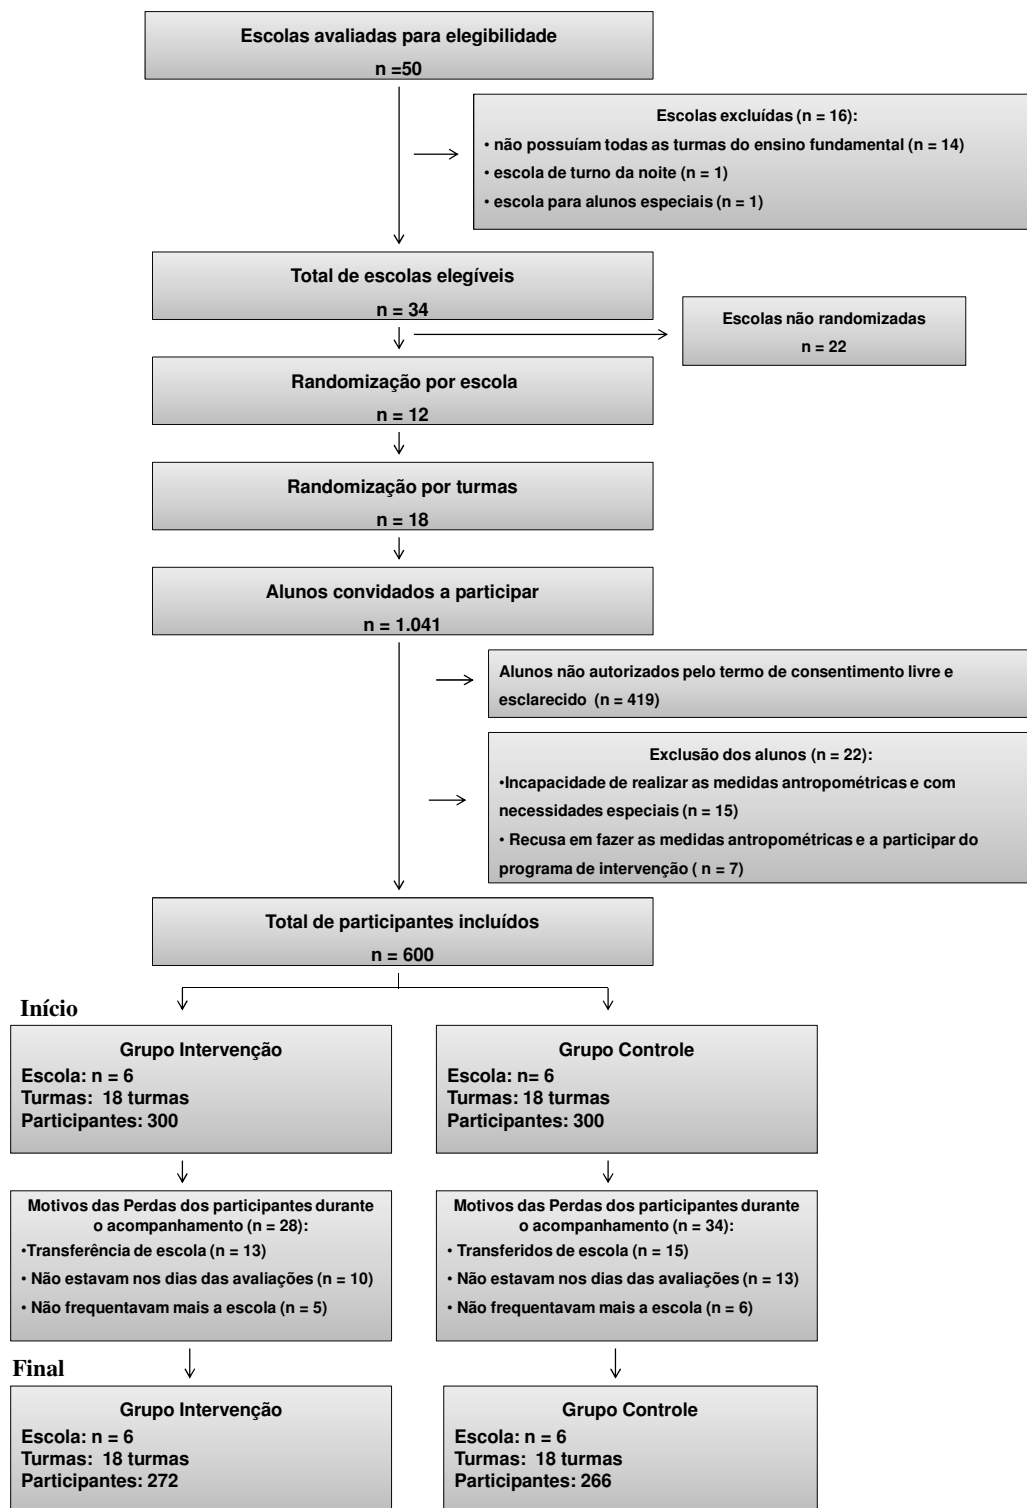 Escolas avaliadas para elegibilidade
n =50
Escolas excluídas (n = 16):
• não possuíam todas as turmas do ensino fundamental (n = 14)
• escola de turno da noite (n = 1)
• escola para alunos especiais (n = 1)
Total de escolas elegíveis
n = 34
Escolas não randomizadas
n = 22
Randomização por escola
n = 12
Randomização por turmas
n = 18
Alunos convidados a participar
n = 1.041
Alunos não autorizados pelo termo de consentimento livre e
esclarecido (n = 419)
Exclusão dos alunos (n = 22):
•Incapacidade de realizar as medidas antropométricas e com
necessidades especiais (n = 15)
• Recusa em fazer as medidas antropométricas e a participar do
programa de intervenção ( n = 7)
Total de participantes incluídos
n = 600
Início
Grupo Intervenção
Escola: n = 6
Turmas: 18 turmas
Participantes: 300
Grupo Controle
Escola: n= 6
Turmas: 18 turmas
Participantes: 300
Motivos das Perdas dos participantes durante
o acompanhamento (n = 28):
•Transferência de escola (n = 13)
• Não estavam nos dias das avaliações (n = 10)
• Não frequentavam mais a escola (n = 5)
Motivos das Perdas dos participantes durante
o acompanhamento (n = 34):
• Transferidos de escola (n = 15)
• Não estavam nos dias das avaliações (n = 13)
• Não frequentavam mais a escola (n = 6)
Final
Grupo Intervenção
Escola: n = 6
Turmas: 18 turmas
Participantes: 272
Grupo Controle
Escola: n = 6
Turmas: 18 turmas
Participantes: 266